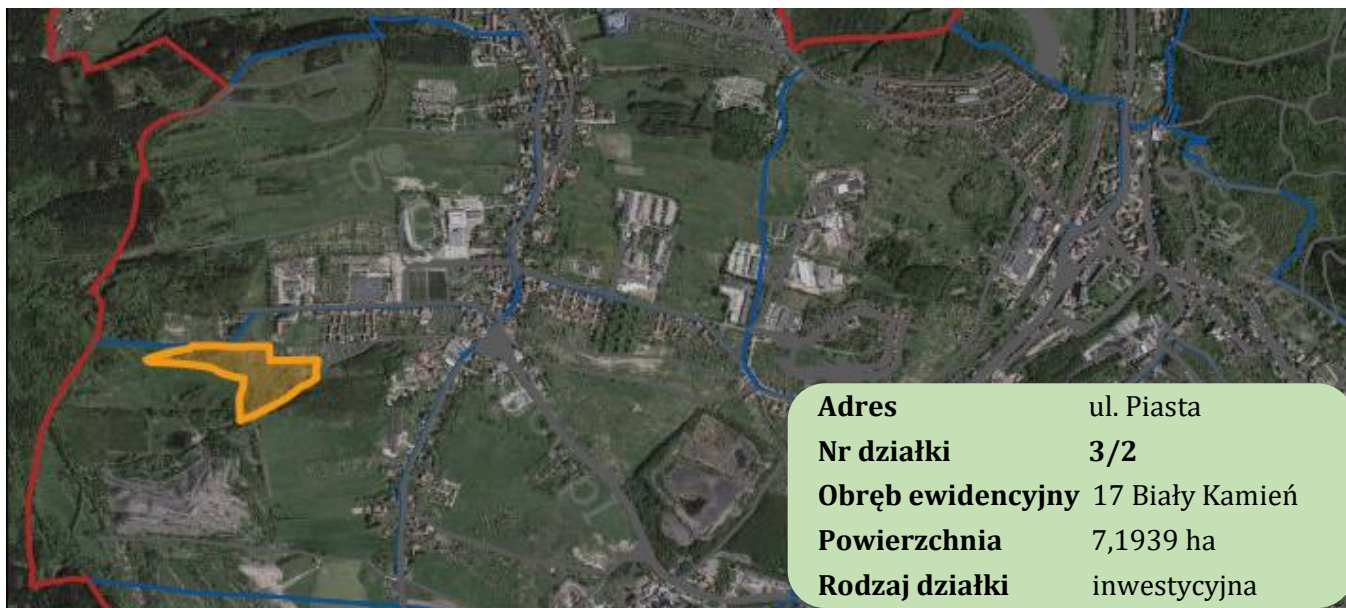 Adres ul. Piasta
Nr działki 3/2
Obręb ewidencyjny 17 Biały Kamień
Powierzchnia 7,1939 ha
Rodzaj działki inwestycyjna